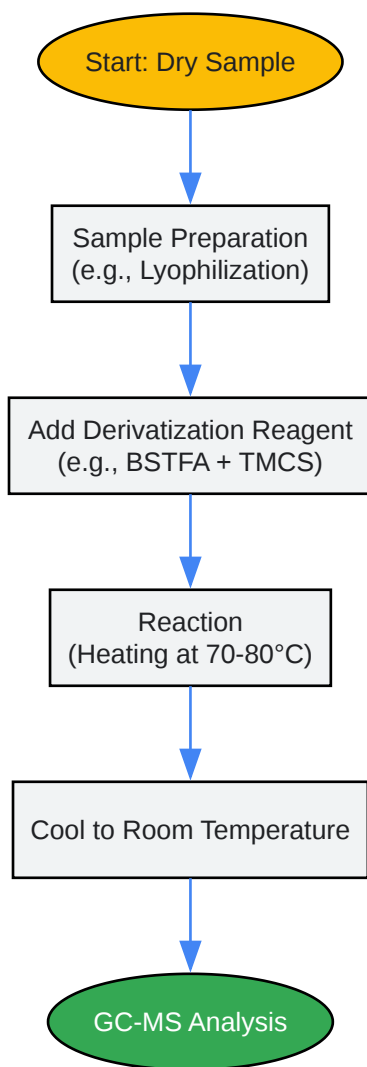 Start: Dry Sample
Sample Preparation
(e.g., Lyophilization)
Add Derivatization Reagent
(e.g., BSTFA + TMCS)
Reaction
(Heating at 70-80°C)
Cool to Room Temperature
GC-MS Analysis